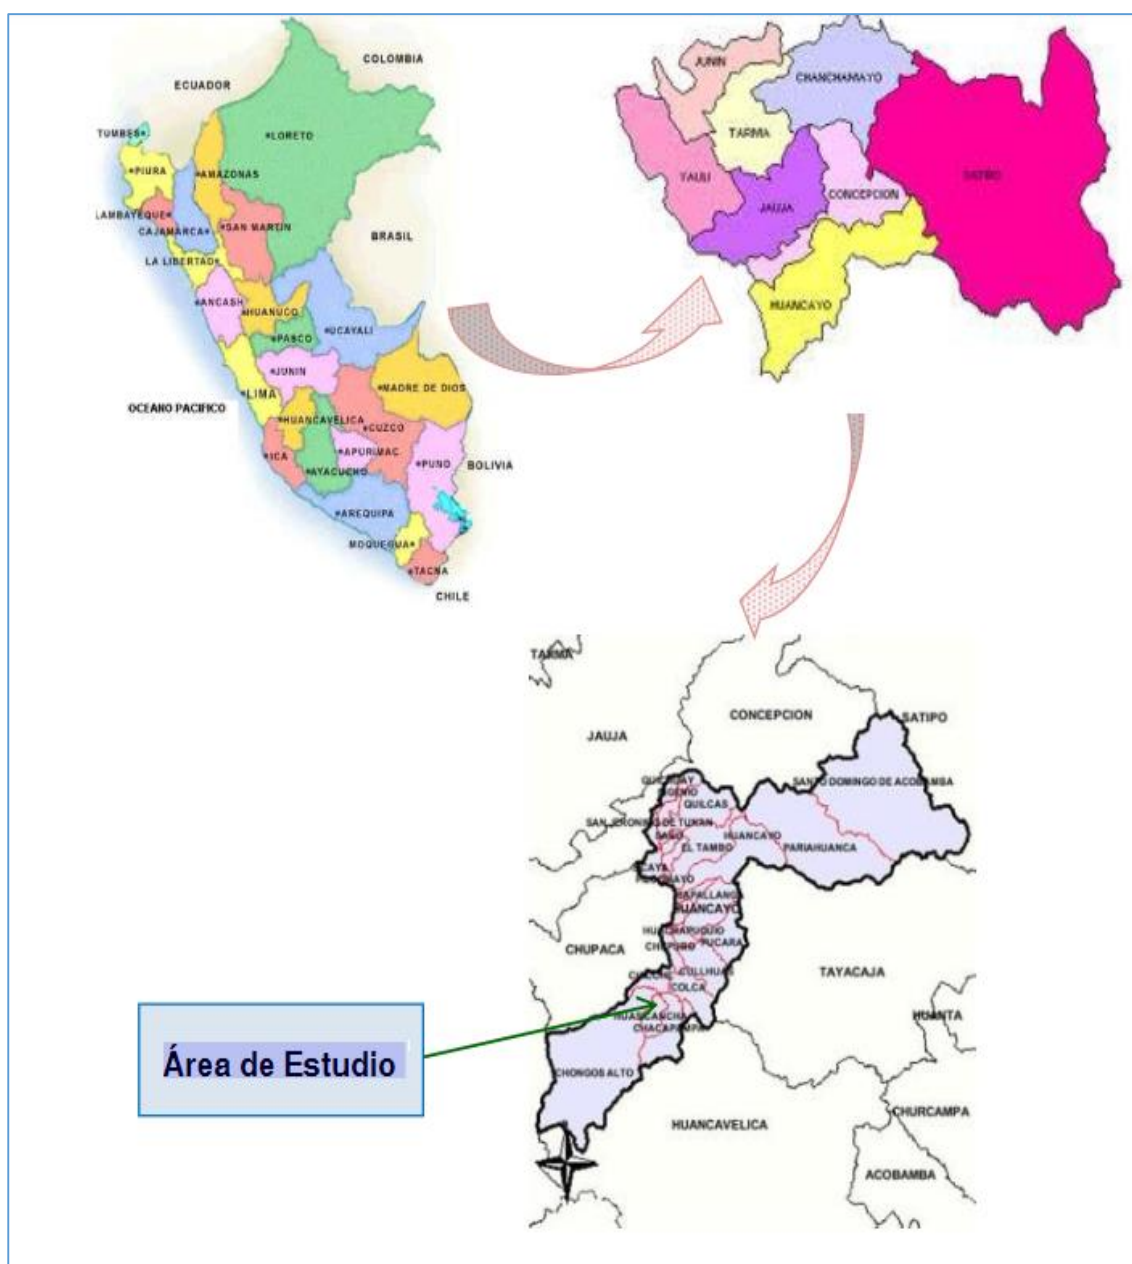 COLOMBIA
ECUADOR
TUMBES
LORETO
PIURA
AMAZONAS
LAMBAYEQUE
SAN MARTIN
CAJAMARCA
BRASIL
LA LIBERTAD
ANCASH
HUANUCO
UCAYALI
PASCO
JUNIN
MADRE DE DIOS
LIMA
OCEANO PACIFICO
HUANCAVELICA
CUZCO
ICA
APURIMAC
PUNO
BOLIVIA
AYACUCHO
AREQUIPA
MOQUEGUA
TACNA
CHILE
JUNIN
CHANCHAMAYO
TARMA
YAULI
SATIPO
CONCEPCION
JAUJA
HUANCAYO
TARMA
CONCEPCION
SATIPO
JAUJA
SANTO DOMINGO DE ACOBAMBA
QUILCAS
SAN JERONIMO DE TUNAN
HUANCAYO
EL TAMBO
PARIAHUANCA
HUANCAYO
PUCARA
CHUPACA
CULLHUAS
TAYACAJA
COLCA
HUASICANCHA
HUANTA
CHACAPAMPA
Área de Estudio
CHONGOS ALTO
CHURCAMPA
HUANCAVELICA
ACOBAMBA